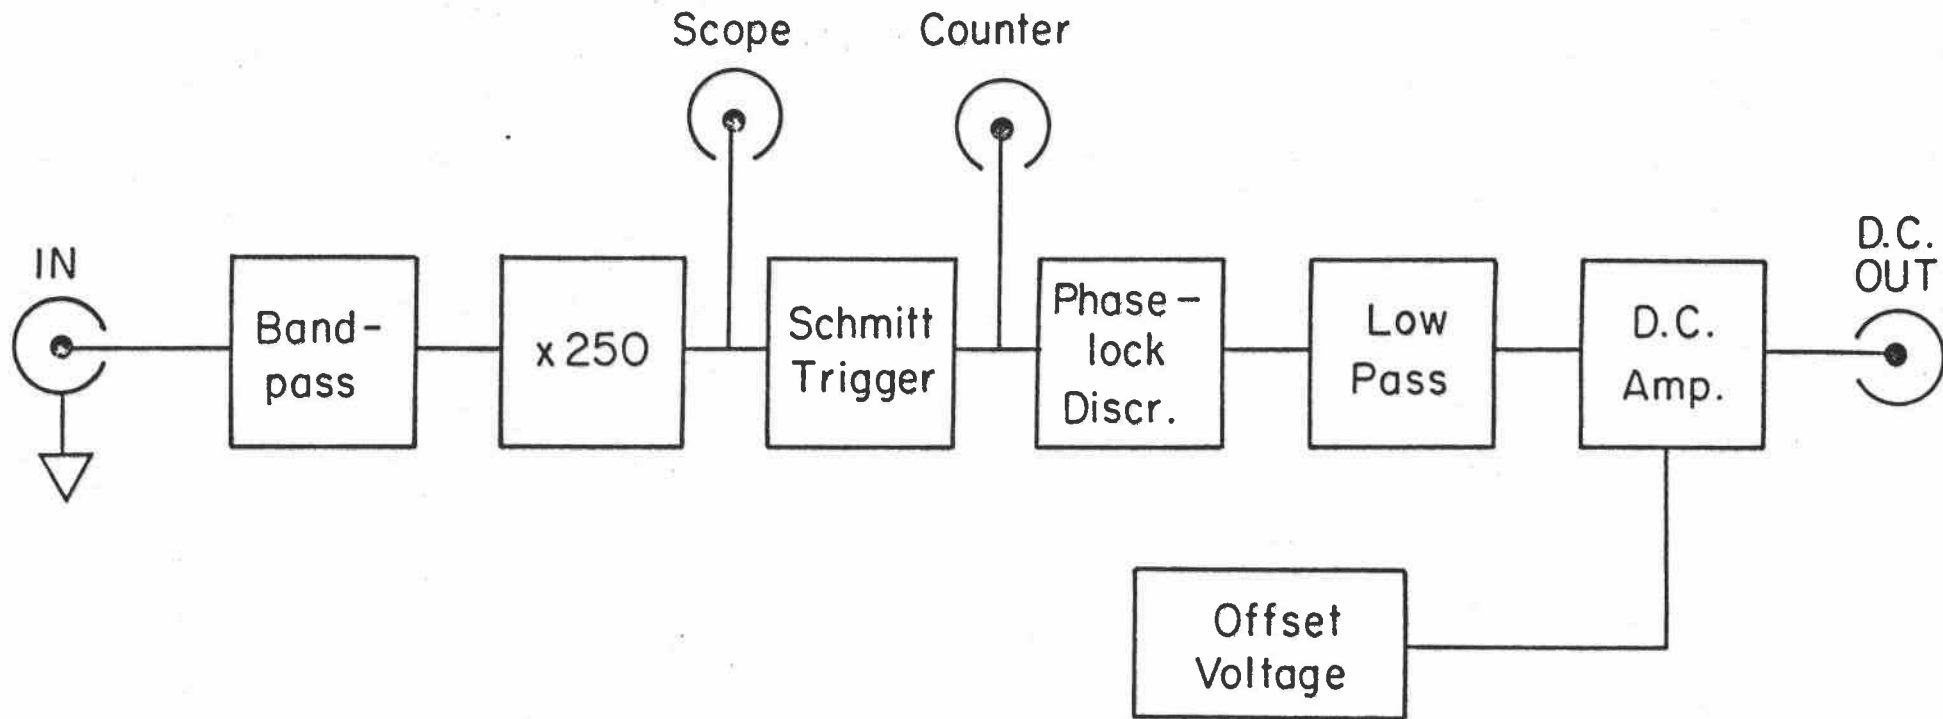 Scope
Counter
IN
Band-
pass
x 250
Schmitt
Trigger
Phase-
lock
Discr.
Low
Pass
D.C.
Amp.
D.C.
OUT
Offset
Voltage